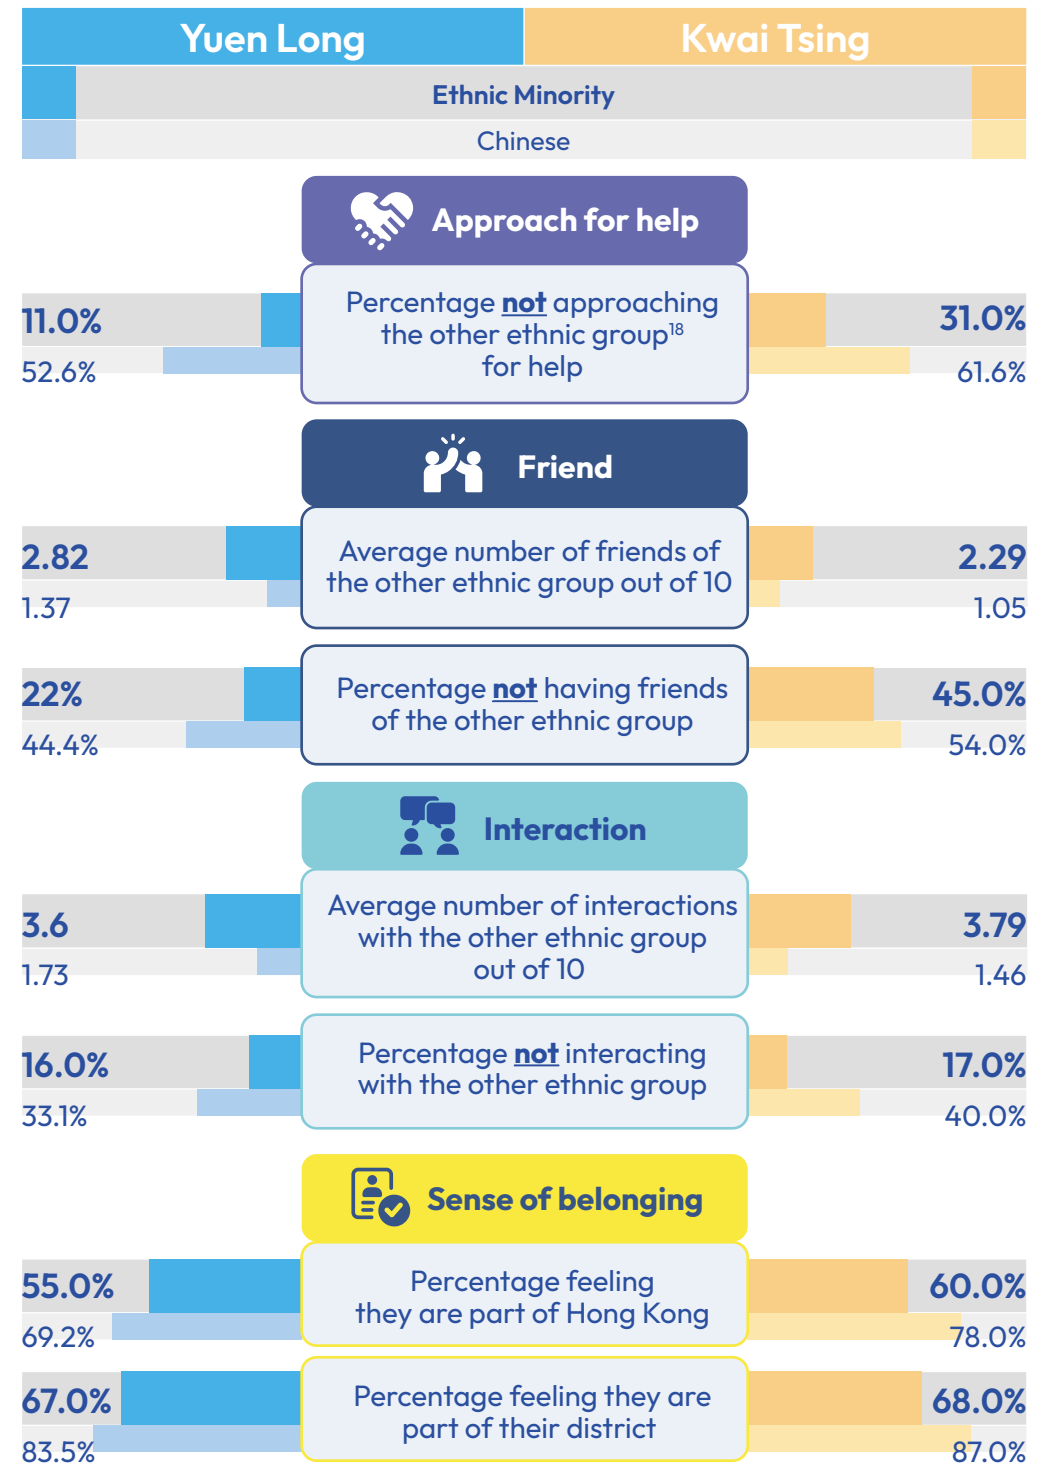 Yuen Long
Kwai Tsing
Ethnic Minority
Chinese
Approach for help
11.0%
52.6%
Percentage not approaching
the other ethnic group18
for help
31.0%
61.6%
Friend
2.82
1.37
Average number of friends of
the other ethnic group out of 10
2.29
1.05
22%
44.4%
Percentage not having friends
of the other ethnic group
45.0%
54.0%
Interaction
3.6
1.73
Average number of interactions
with the other ethnic group
out of 10
3.79
1.46
16.0%
33.1%
Percentage not interacting
with the other ethnic group
17.0%
40.0%
Sense of belonging
55.0%
69.2%
Percentage feeling
they are part of Hong Kong
60.0%
78.0%
67.0%
83.5%
Percentage feeling they are
part of their district
68.0%
87.0%